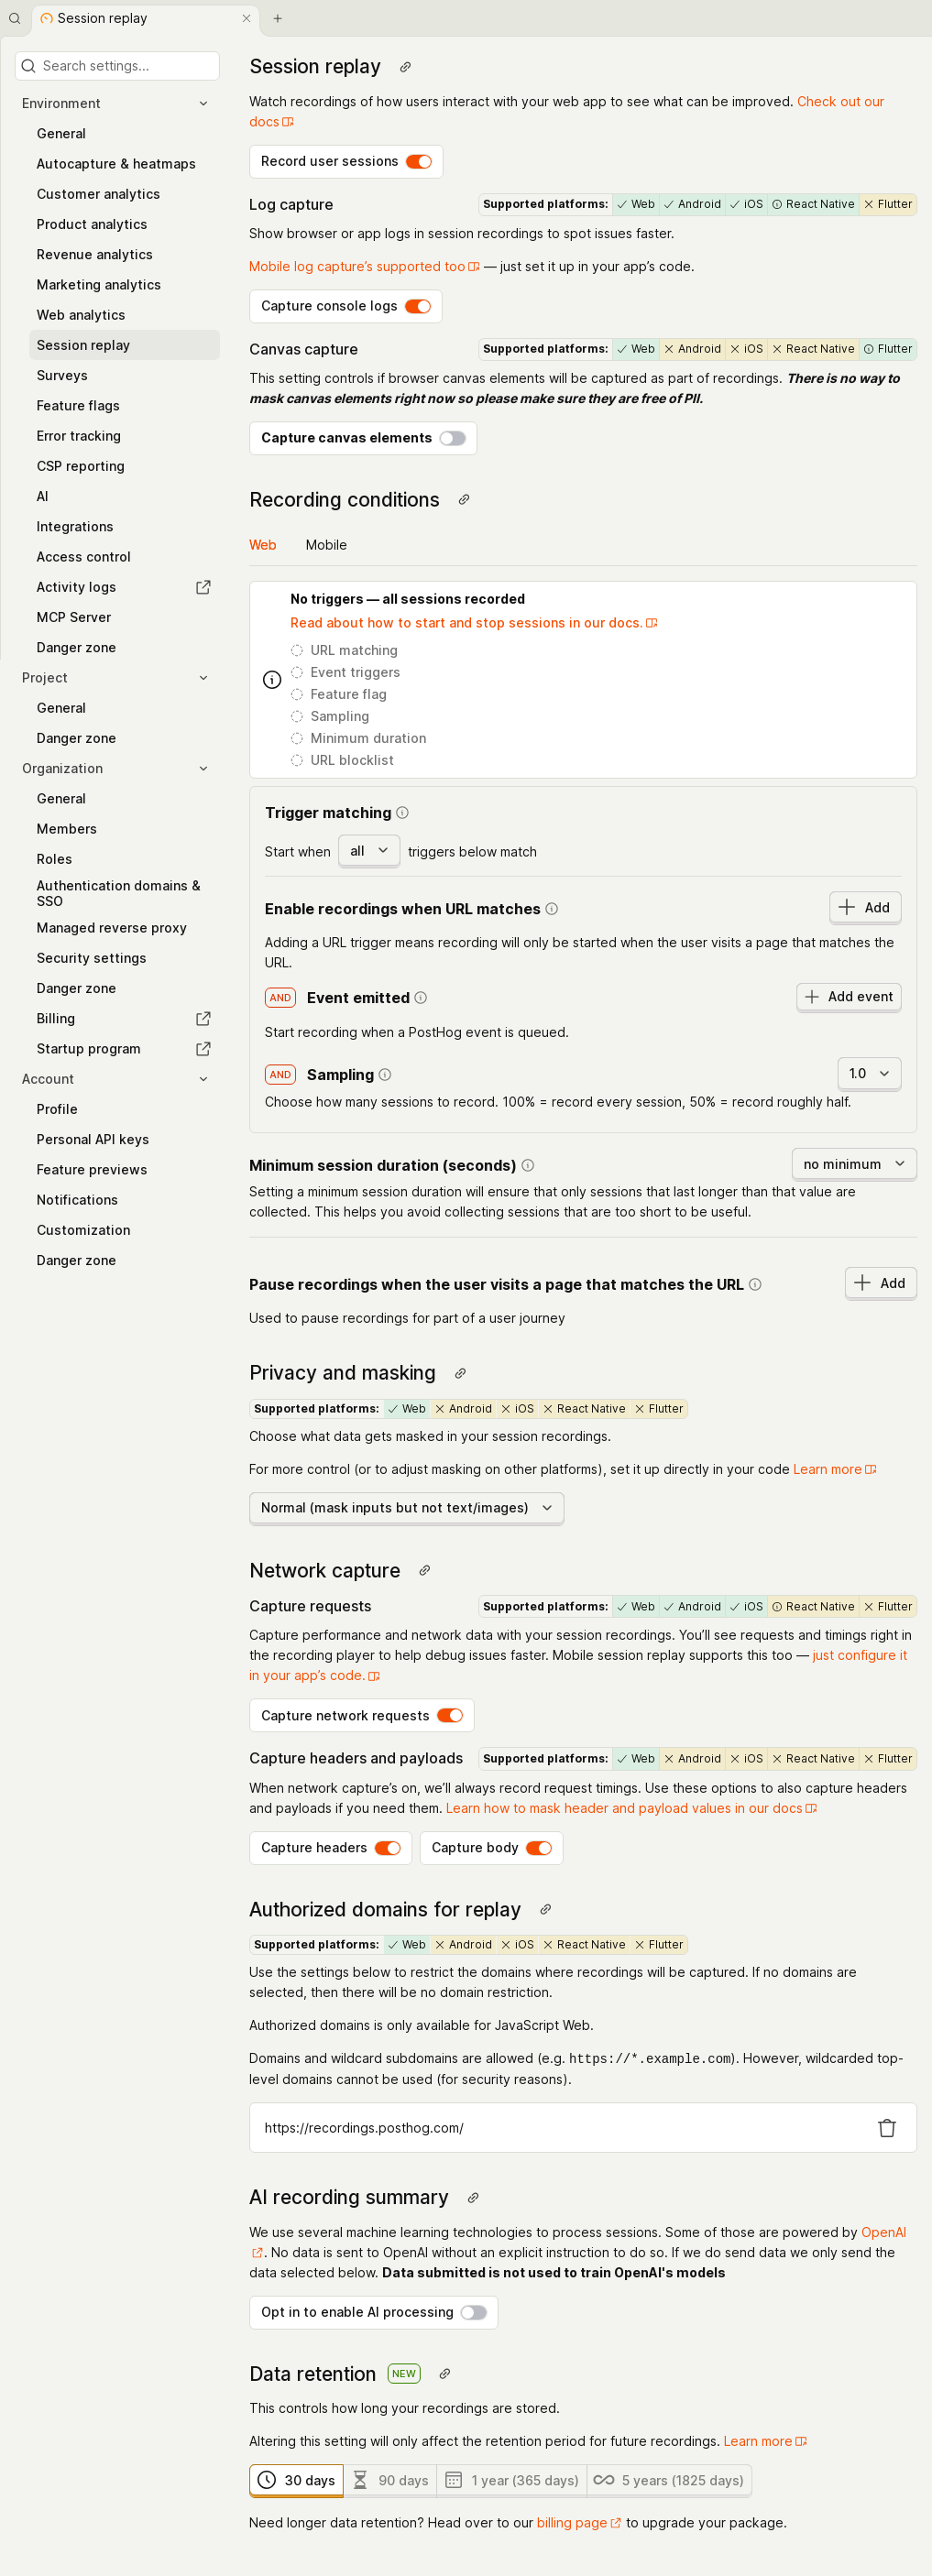 Session replay
Search settings...
Environment
General
Autocapture & heatmaps
Customer analytics
Product analytics
Revenue analytics
Marketing analytics
Web analytics
Session replay
Surveys
Feature flags
Error tracking
CSP reporting
AI
Integrations
Access control
Activity logs
MCP Server
Danger zone
Project
General
Danger zone
Organization
General
Members
Roles
Authentication domains &
SSO
Managed reverse proxy
Security settings
Danger zone
Billing
Startup program
Account
Profile
Personal API keys
Feature previews
Notifications
Customization
Danger zone
Session replay
Watch recordings of how users interact with your web app to see what can be improved. Check out our
docs
Record user sessions
Log capture Supported platforms: Web Android iOS React Native Flutter
Show browser or app logs in session recordings to spot issues faster.
Mobile log capture’s supported too — just set it up in your app’s code.
Capture console logs
Canvas capture Supported platforms: Web Android iOS React Native Flutter
This setting controls if browser canvas elements will be captured as part of recordings. There is no way to
mask canvas elements right now so please make sure they are free of PII.
Capture canvas elements
Recording conditions
Web Mobile
No triggers — all sessions recorded
Read about how to start and stop sessions in our docs.
URL matching
Event triggers
Feature flag
Sampling
Minimum duration
URL blocklist
Trigger matching
Start when all triggers below match
Enable recordings when URL matches Add
Adding a URL trigger means recording will only be started when the user visits a page that matches the
URL.
AND Event emitted Add event
Start recording when a PostHog event is queued.
AND Sampling 1.0
Choose how many sessions to record. 100% = record every session, 50% = record roughly half.
Minimum session duration (seconds) no minimum
Setting a minimum session duration will ensure that only sessions that last longer than that value are
collected. This helps you avoid collecting sessions that are too short to be useful.
Pause recordings when the user visits a page that matches the URL Add
Used to pause recordings for part of a user journey
Privacy and masking
Supported platforms: Web Android iOS React Native Flutter
Choose what data gets masked in your session recordings.
For more control (or to adjust masking on other platforms), set it up directly in your code Learn more
Normal (mask inputs but not text/images)
Network capture
Capture requests Supported platforms: Web Android iOS React Native Flutter
Capture performance and network data with your session recordings. You’ll see requests and timings right in
the recording player to help debug issues faster. Mobile session replay supports this too — just configure it
in your app’s code.
Capture network requests
Capture headers and payloads Supported platforms: Web Android iOS React Native Flutter
When network capture’s on, we’ll always record request timings. Use these options to also capture headers
and payloads if you need them. Learn how to mask header and payload values in our docs
Capture headers Capture body
Authorized domains for replay
Supported platforms: Web Android iOS React Native Flutter
Use the settings below to restrict the domains where recordings will be captured. If no domains are
selected, then there will be no domain restriction.
Authorized domains is only available for JavaScript Web.
Domains and wildcard subdomains are allowed (e.g. https://*.example.com). However, wildcarded top-
level domains cannot be used (for security reasons).
https://recordings.posthog.com/
AI recording summary
We use several machine learning technologies to process sessions. Some of those are powered by OpenAI
. No data is sent to OpenAI without an explicit instruction to do so. If we do send data we only send the
data selected below. Data submitted is not used to train OpenAI's models
Opt in to enable AI processing
Data retention NEW
This controls how long your recordings are stored.
Altering this setting will only affect the retention period for future recordings. Learn more
30 days 90 days 1 year (365 days) 5 years (1825 days)
Need longer data retention? Head over to our billing page to upgrade your package.